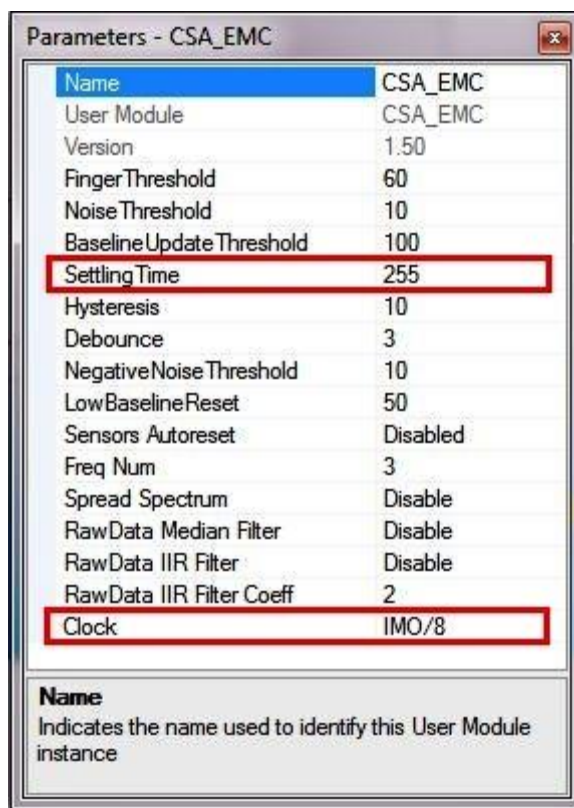 Parameters - CSA_EMC
Name CSA_EMC
User Module CSA_EMC
Version 1.50
FingerThreshold 60
NoiseThreshold 10
BaselineUpdateThreshold 100
SettlingTime 255
Hysteresis 10
Debounce 3
NegativeNoiseThreshold 10
LowBaselineReset 50
Sensors Autoreset Disabled
Freq Num 3
Spread Spectrum Disable
RawData Median Filter Disable
RawData IIR Filter Disable
RawData IIR Filter Coeff 2
Clock IMO/8
Name
Indicates the name used to identify this User Module
instance